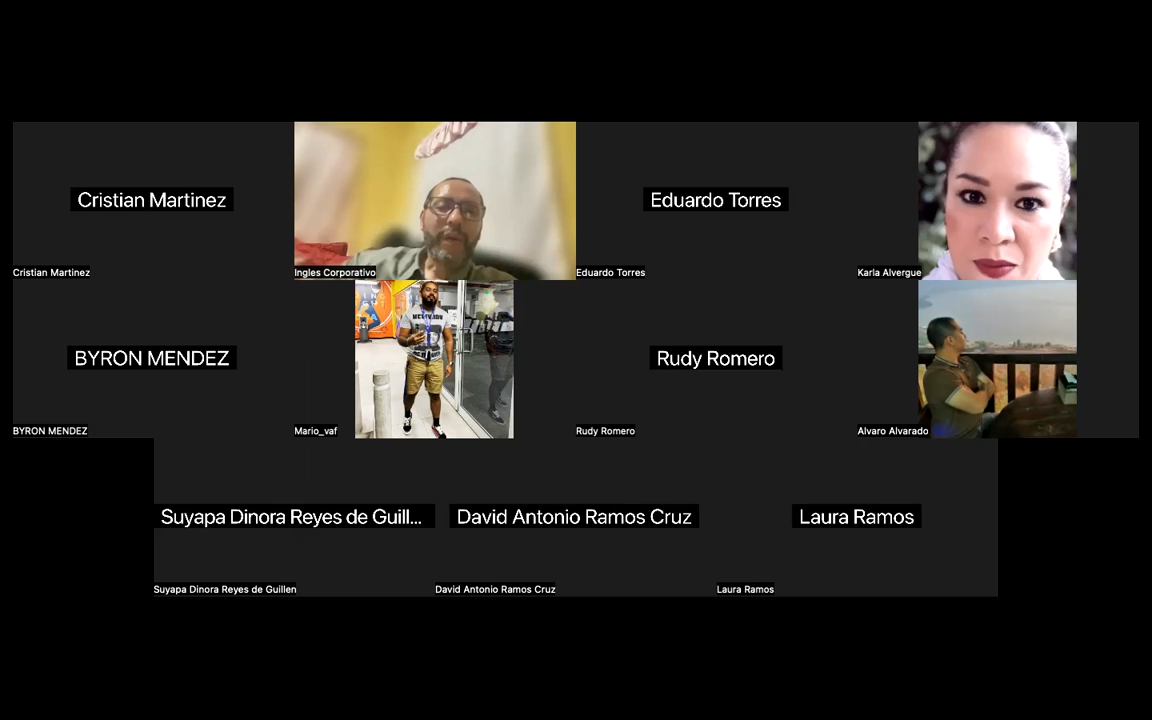 Cristian Martinez
Cristian Martinez
Ingles Corporativo
Eduardo Torres
Eduardo Torres
Karla Alvergue
BYRON MENDEZ
BYRON MENDEZ
Mario_vaf
Rudy Romero
Rudy Romero
Alvaro Alvarado
Suyapa Dinora Reyes de Guill...
Suyapa Dinora Reyes de Guillen
David Antonio Ramos Cruz
David Antonio Ramos Cruz
Laura Ramos
Laura Ramos